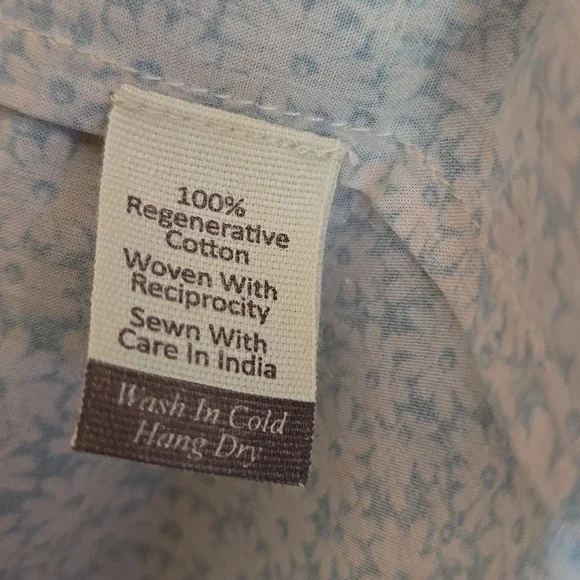 100%
Regenerative
Cotton
Woven With
Reciprocity
Sewn With
Care In India
Wash In Cold
Hang Dry